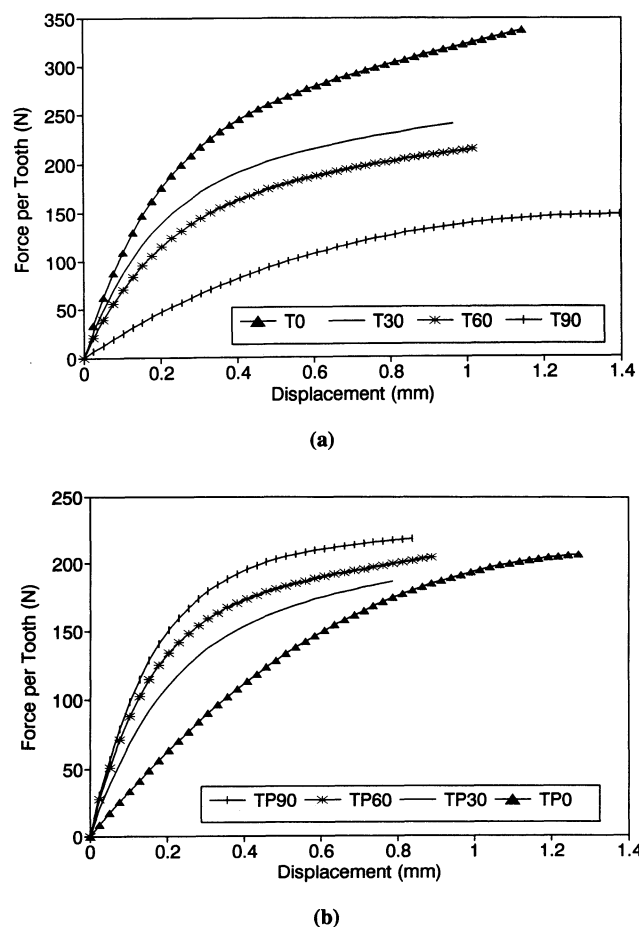 350
300
250
200
150
100
50
0
Force per Tooth (N)
T0 T30 T60 T90
0 0.2 0.4 0.6 0.8 1 1.2 1.4
Displacement (mm)
(a)
250
200
150
100
50
0
Force per Tooth (N)
TP90 TP60 TP30 TP0
0 0.2 0.4 0.6 0.8 1 1.2 1.4
Displacement (mm)
(b)